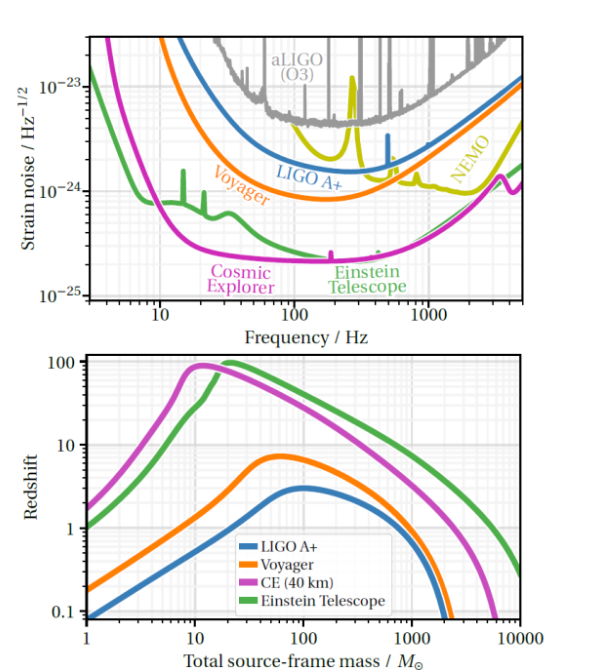 aLIGO
(O3)
10−23
Strain noise / Hz−1/2
NEMO
LIGO A+
Voyager
10−24
Cosmic
Explorer
Einstein
Telescope
10−25
10
100
1000
Frequency / Hz
100
10
Redshift
1
LIGO A+
Voyager
CE (40 km)
Einstein Telescope
0.1
1
10
100
1000
10000
Total source-frame mass / M⊙